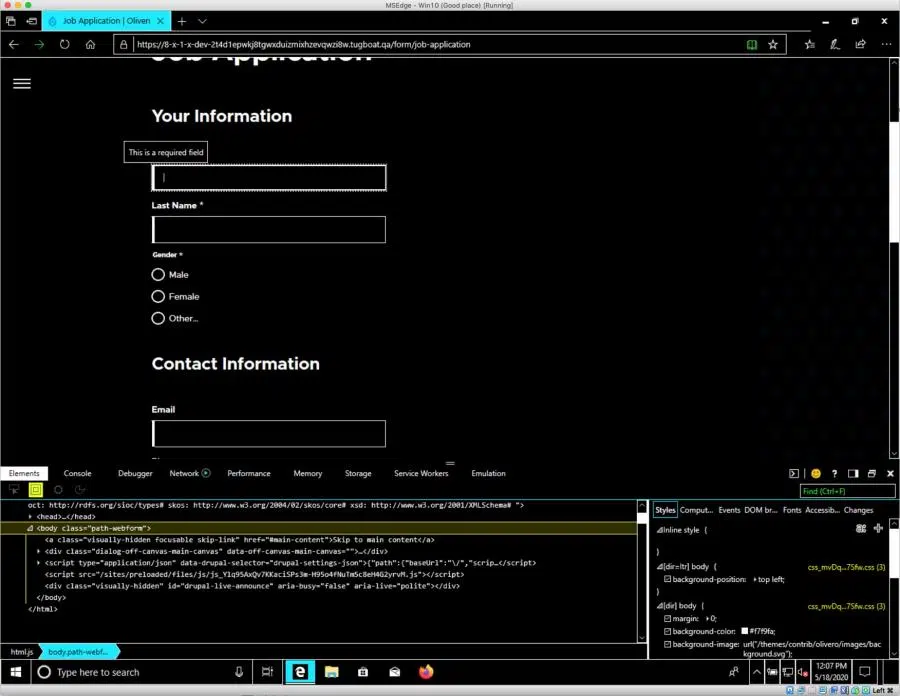 MSEdge - Win10 (Good place) [Running]
Job Application | Oliven
https://8-x-1-x-dev-2t4d1epwkj8tgwxduizmixhzevqwzi8w.tugboat.qa/form/job-application
Job Application
Your Information
This is a required field
Last Name *
Gender *
Male
Female
Other...
Contact Information
Email
Elements Console Debugger Network Performance Memory Storage Service Workers Emulation
Find (Ctrl+F)
oct: http://rdfs.org/sioc/types# skos: http://www.w3.org/2004/02/skos/core# xsd: http://www.w3.org/2001/XMLSchema# ">
<head>…</head>
<body class="path-webform">
<a class="visually-hidden focusable skip-link" href="#main-content">Skip to main content</a>
<div class="dialog-off-canvas-main-canvas" data-off-canvas-main-canvas="">…</div>
<script type="application/json" data-drupal-selector="drupal-settings-json">{"path":{"baseUrl":"\/","scrip…</script>
<script src="/sites/preloaded/files/js/js_Ylq95AxQv7KKaciSPs3m-H95o4fNuTm5c8eH4G2yrvM.js"></script>
<div class="visually-hidden" id="drupal-live-announce" aria-busy="false" aria-live="polite"></div>
</body>
</html>
Styles Comput... Events DOM br... Fonts Accessib... Changes
Inline style {
}
[dir=ltr] body { css_mvDq...7Sfw.css (3)
background-position: top left;
}
[dir] body { css_mvDq...7Sfw.css (3)
margin: 0;
background-color: #f7f9fa;
background-image: url("/themes/contrib/olivero/images/bac
kground.svg");
html.js body.path-webf...
Type here to search
12:07 PM
5/18/2020
Left ⌘